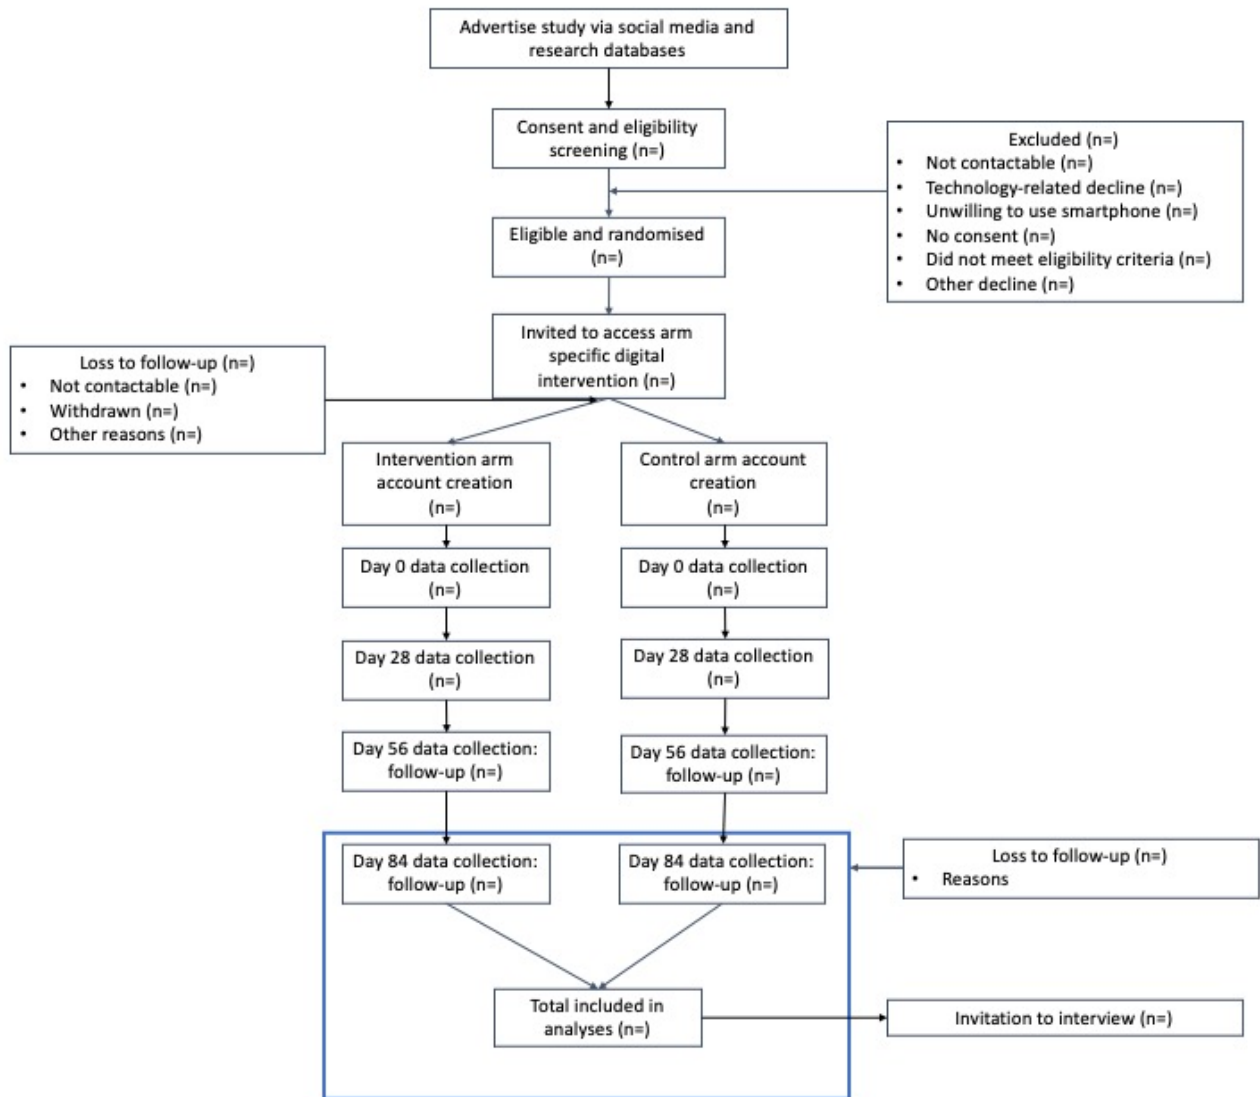 Advertise study via social media and
research databases
Consent and eligibility
screening (n=)
Excluded (n=)
• Not contactable (n=)
• Technology-related decline (n=)
• Unwilling to use smartphone (n=)
• No consent (n=)
• Did not meet eligibility criteria (n=)
• Other decline (n=)
Eligible and randomised
(n=)
Invited to access arm
specific digital
intervention (n=)
Loss to follow-up (n=)
• Not contactable (n=)
• Withdrawn (n=)
• Other reasons (n=)
Intervention arm
account creation
(n=)
Control arm account
creation
(n=)
Day 0 data collection
(n=)
Day 0 data collection
(n=)
Day 28 data collection
(n=)
Day 28 data collection
(n=)
Day 56 data collection:
follow-up (n=)
Day 56 data collection:
follow-up (n=)
Day 84 data collection:
follow-up (n=)
Day 84 data collection:
follow-up (n=)
Loss to follow-up (n=)
• Reasons
Total included in
analyses (n=)
Invitation to interview (n=)